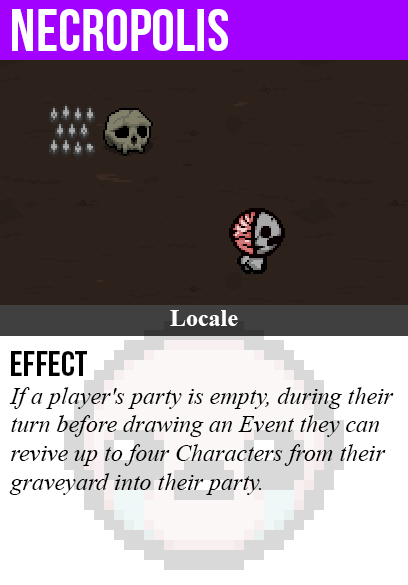 NECROPOLIS
Locale
EFFECT
If a player's party is empty, during their
turn before drawing an Event they can
revive up to four Characters from their
graveyard into their party.